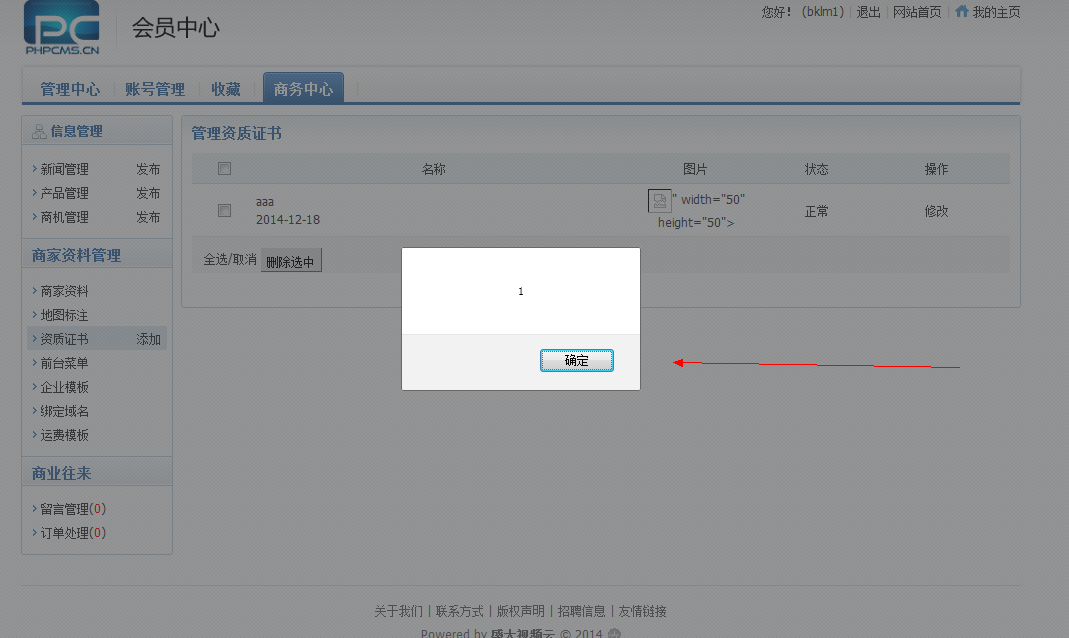 PC
PHPCMS.CN
会员中心
您好! (bklm1) | 退出 | 网站首页 | 我的主页
管理中心 账号管理 收藏 商务中心
信息管理
新闻管理 发布
产品管理 发布
商机管理 发布
商家资料管理
商家资料
地图标注
资质证书 添加
前台菜单
企业模板
绑定域名
运费模板
商业往来
留言管理(0)
订单处理(0)
管理资质证书
名称 图片 状态 操作
aaa
2014-12-18
" width="50"
height="50">
正常 修改
全选/取消 删除选中
1
确定
关于我们 | 联系方式 | 版权声明 | 招聘信息 | 友情链接
Powered by 盛大视频云 © 2014